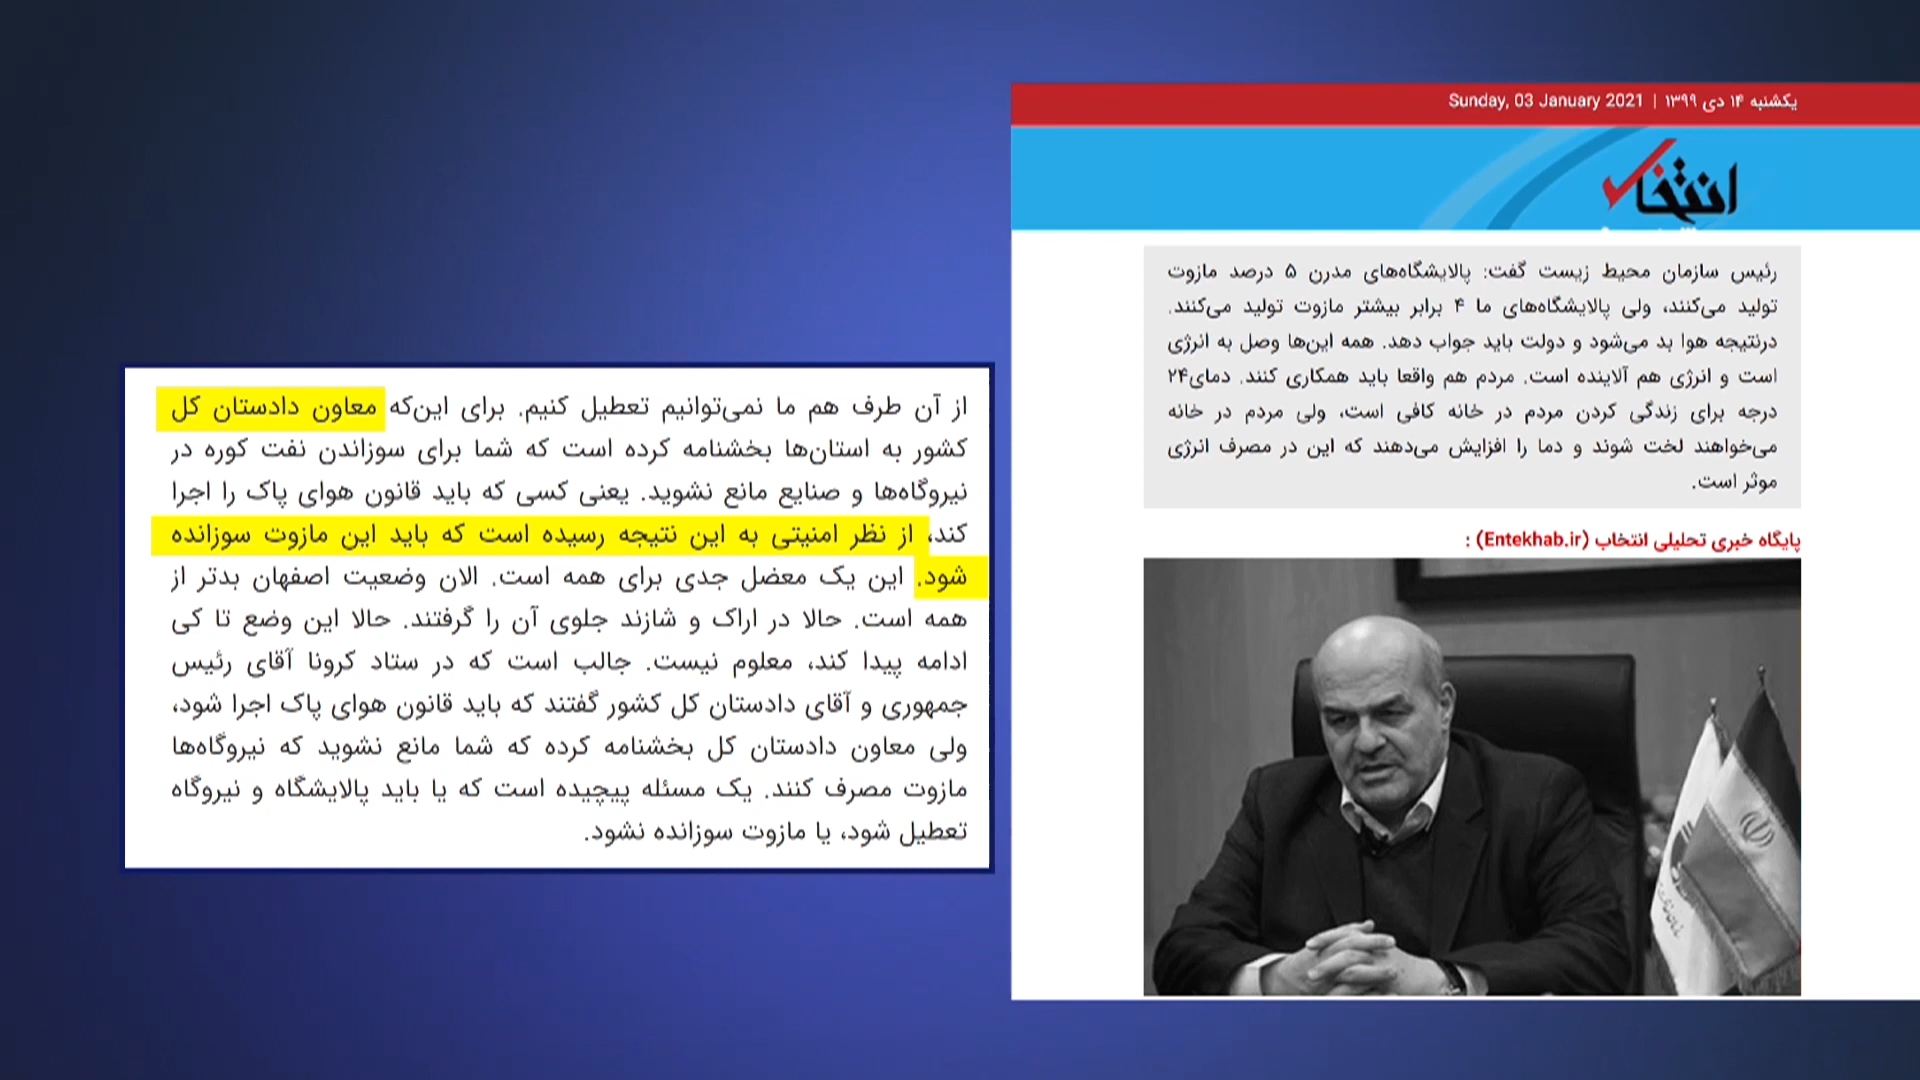 یکشنبه ۱۴ دی ۱۳۹۹ | Sunday, 03 January 2021
انتخاب
رئیس سازمان محیط زیست گفت: پالایشگاه‌های مدرن ۵ درصد مازوت
تولید می‌کنند، ولی پالایشگاه‌های ما ۴ برابر بیشتر مازوت تولید می‌کنند.
درنتیجه هوا بد می‌شود و دولت باید جواب دهد. همه این‌ها وصل به انرژی
است و انرژی هم آلاینده است. مردم هم واقعا باید همکاری کنند. دمای۲۴
درجه برای زندگی کردن مردم در خانه کافی است، ولی مردم در خانه
می‌خواهند لخت شوند و دما را افزایش می‌دهند که این در مصرف انرژی
موثر است.
پایگاه خبری تحلیلی انتخاب (Entekhab.ir) :
از آن طرف هم ما نمی‌توانیم تعطیل کنیم. برای این‌که معاون دادستان کل
کشور به استان‌ها بخشنامه کرده است که شما برای سوزاندن نفت کوره در
نیروگاه‌ها و صنایع مانع نشوید. یعنی کسی که باید قانون هوای پاک را اجرا
کند، از نظر امنیتی به این نتیجه رسیده است که باید این مازوت سوزانده
شود. این یک معضل جدی برای همه است. الان وضعیت اصفهان بدتر از
همه است. حالا در اراک و شازند جلوی آن را گرفتند. حالا این وضع تا کی
ادامه پیدا کند، معلوم نیست. جالب است که در ستاد کرونا آقای رئیس
جمهوری و آقای دادستان کل کشور گفتند که باید قانون هوای پاک اجرا شود،
ولی معاون دادستان کل بخشنامه کرده که شما مانع نشوید که نیروگاه‌ها
مازوت مصرف کنند. یک مسئله پیچیده است که یا باید پالایشگاه و نیروگاه
تعطیل شود، یا مازوت سوزانده نشود.